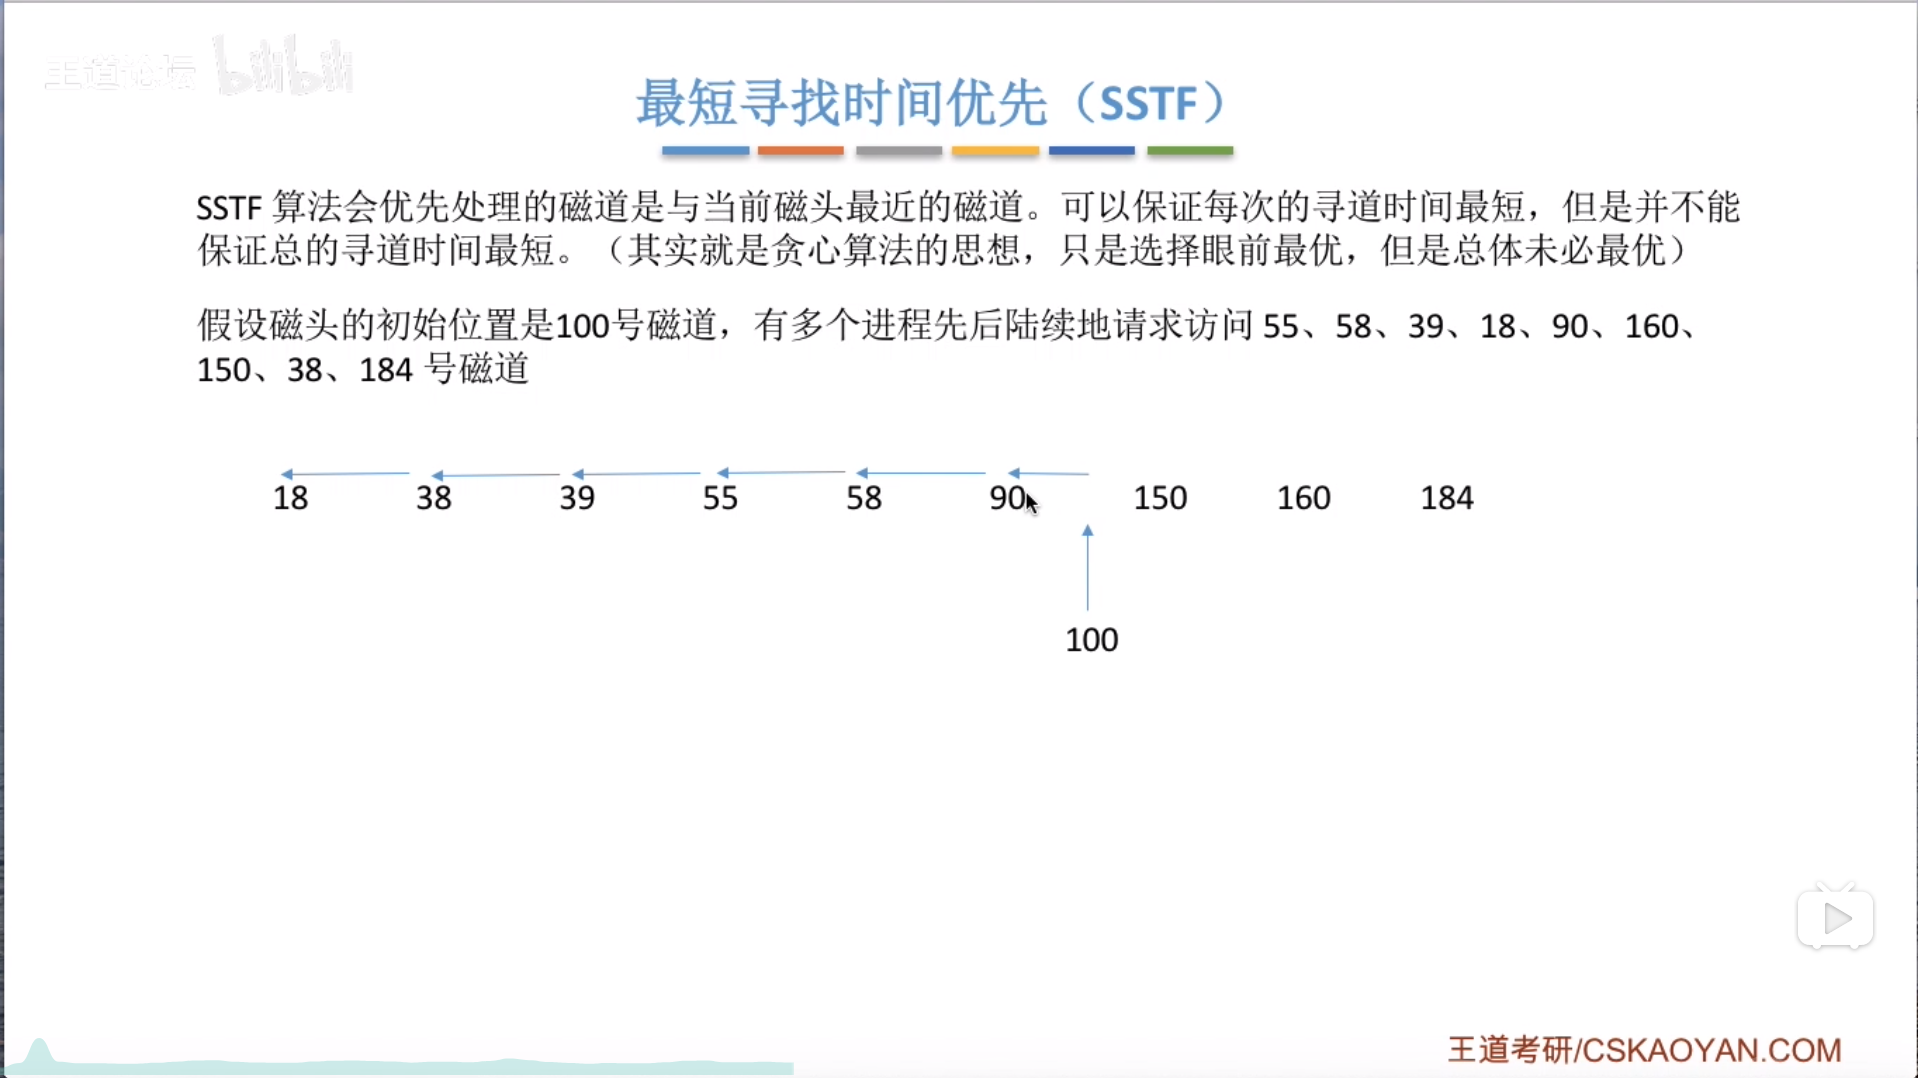 王道论坛 bilibili
最短寻找时间优先（SSTF）
SSTF 算法会优先处理的磁道是与当前磁头最近的磁道。可以保证每次的寻道时间最短，但是并不能
保证总的寻道时间最短。（其实就是贪心算法的思想，只是选择眼前最优，但是总体未必最优）
假设磁头的初始位置是100号磁道，有多个进程先后陆续地请求访问 55、58、39、18、90、160、
150、38、184 号磁道
18 38 39 55 58 90 150 160 184
100
王道考研/CSKAOYAN.COM